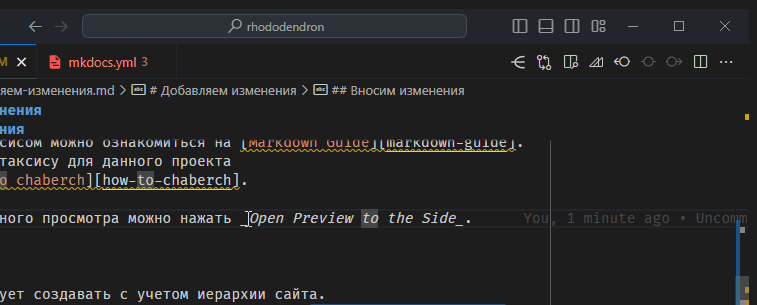 rhododendron
M mkdocs.yml 3
яем-изменения.md > # Добавляем изменения > ## Вносим изменения
нения
ния
сисом можно ознакомиться на [Markdown Guide][markdown-guide].
таксису для данного проекта
o chaberch][how-to-chaberch].
ного просмотра можно нажать _Open Preview to the Side_. You, 1 minute ago • Uncomm
ует создавать с учетом иерархии сайта.